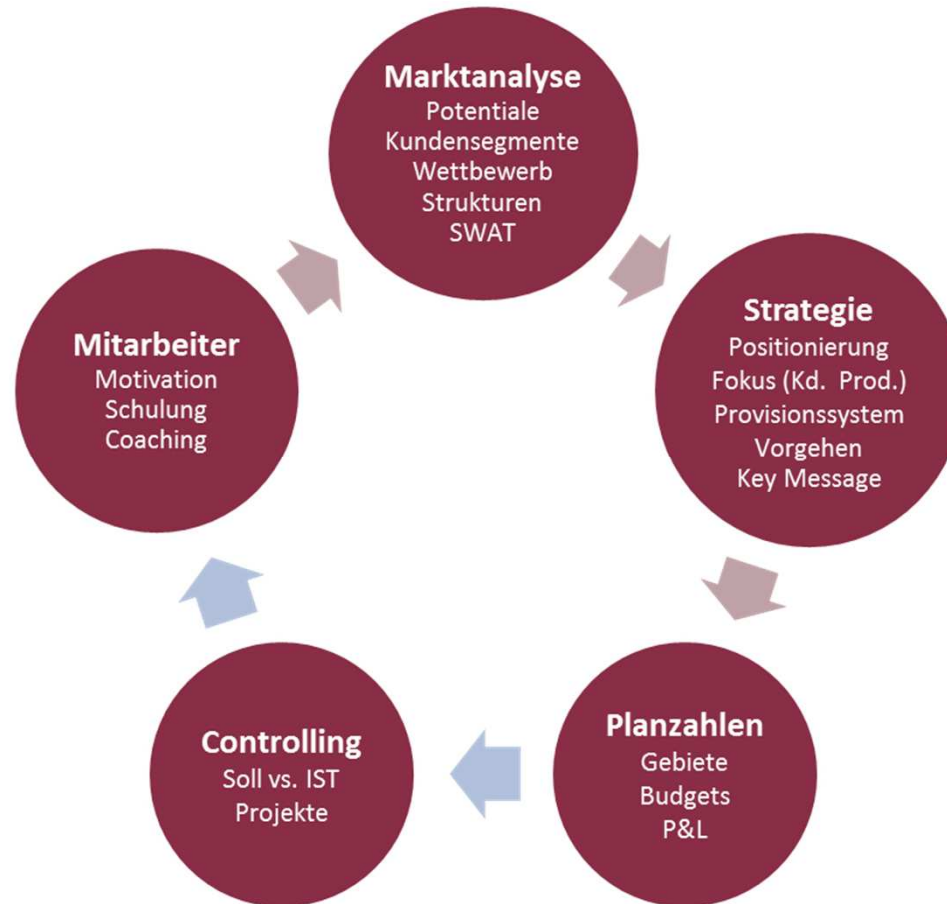 Marktanalyse
Potentiale
Kundensegmente
Wettbewerb
Strukturen
SWAT
Strategie
Positionierung
Fokus (Kd. Prod.)
Provisionssystem
Vorgehen
Key Message
Planzahlen
Gebiete
Budgets
P&L
Controlling
Soll vs. IST
Projekte
Mitarbeiter
Motivation
Schulung
Coaching